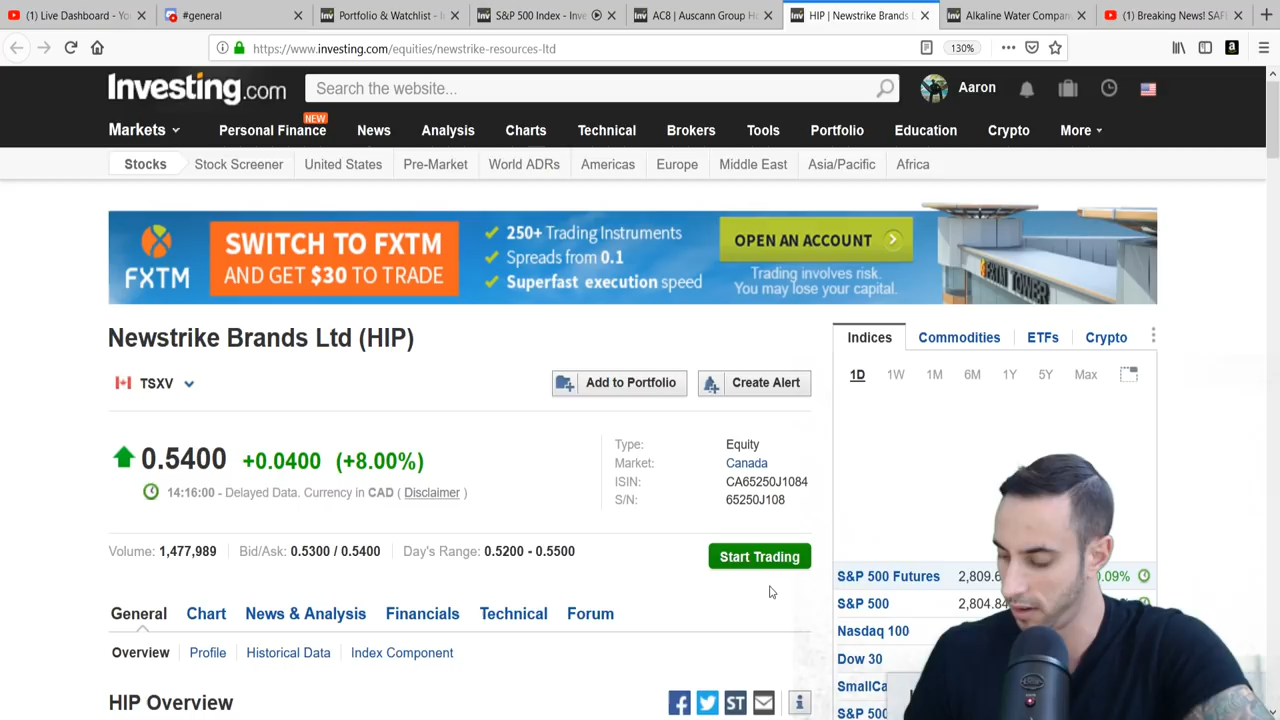 (1) Live Dashboard - Yo
#general
Portfolio & Watchlist - In
S&P 500 Index - Inve
AC8 | Auscann Group H
HIP | Newstrike Brands L
Alkaline Water Compan
(1) Breaking News! SAF
https://www.investing.com/equities/newstrike-resources-ltd
130%
Investing.com
Search the website...
Aaron
NEW
Markets
Personal Finance
News
Analysis
Charts
Technical
Brokers
Tools
Portfolio
Education
Crypto
More
Stocks
Stock Screener
United States
Pre-Market
World ADRs
Americas
Europe
Middle East
Asia/Pacific
Africa
FXTM
SWITCH TO FXTM
AND GET $30 TO TRADE
250+ Trading Instruments
Spreads from 0.1
Superfast execution speed
OPEN AN ACCOUNT
Trading involves risk.
You may lose your capital.
FXTM TOWER
Newstrike Brands Ltd (HIP)
TSXV
Add to Portfolio
Create Alert
0.5400 +0.0400 (+8.00%)
14:16:00 - Delayed Data. Currency in CAD ( Disclaimer )
Type: Equity
Market: Canada
ISIN: CA65250J1084
S/N: 65250J108
Volume: 1,477,989
Bid/Ask: 0.5300 / 0.5400
Day's Range: 0.5200 - 0.5500
Start Trading
General
Chart
News & Analysis
Financials
Technical
Forum
Overview
Profile
Historical Data
Index Component
HIP Overview
ST
Indices
Commodities
ETFs
Crypto
1D
1W
1M
6M
1Y
5Y
Max
S&P 500 Futures 2,809.6 0.09%
S&P 500 2,804.84
Nasdaq 100
Dow 30
SmallCa
S&P 500